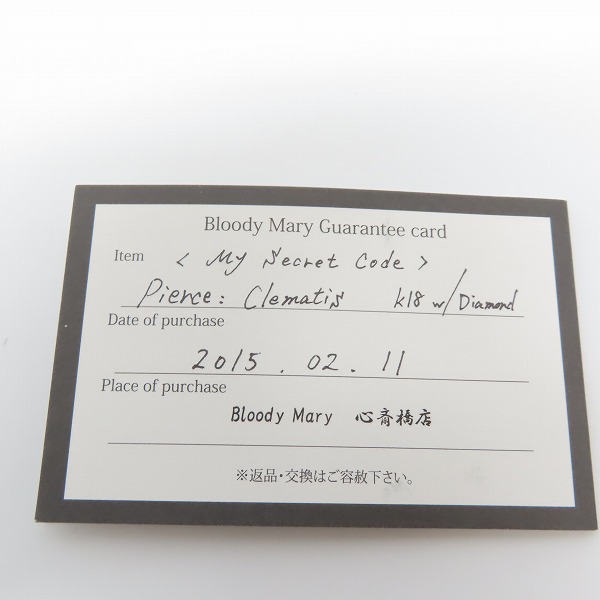 Bloody Mary Guarantee card
Item < My Secret Code >
Pierce: Clematis k18 w/Diamond
Date of purchase
2015.02.11
Place of purchase
Bloody Mary 心斎橋店
※返品・交換はご容赦下さい。